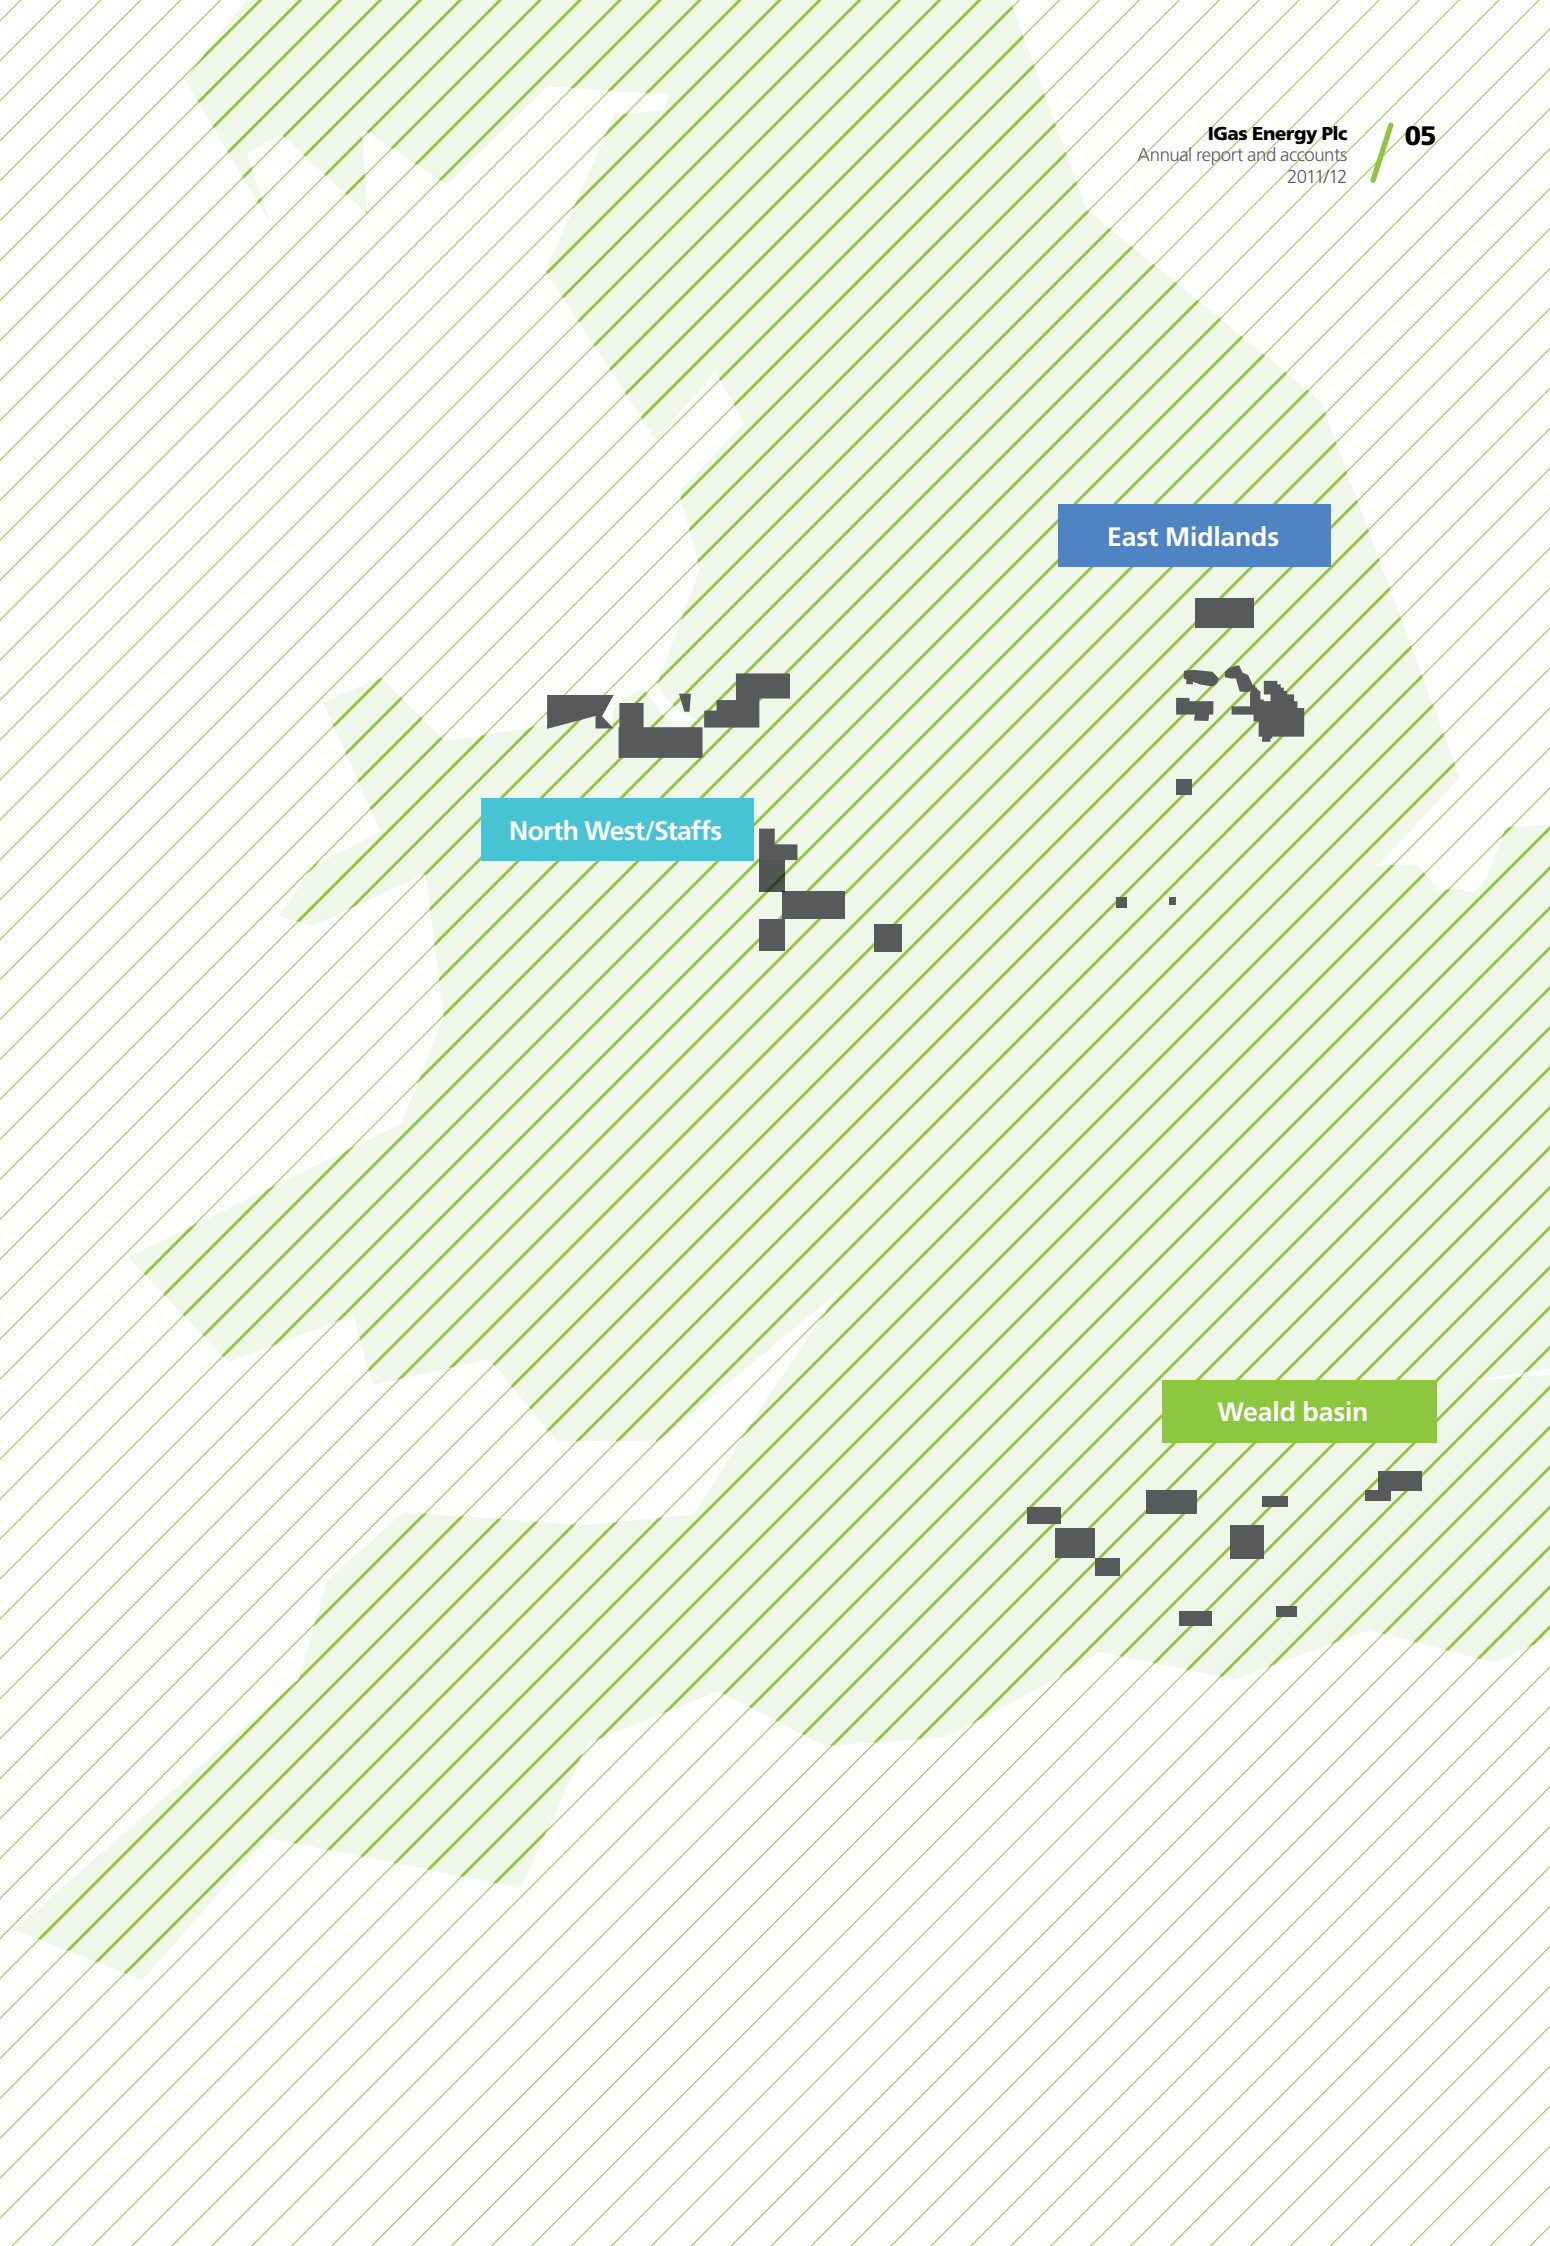 IGas Energy Plc
Annual report and accounts
2011/12
05
East Midlands
North West/Staffs
Weald basin